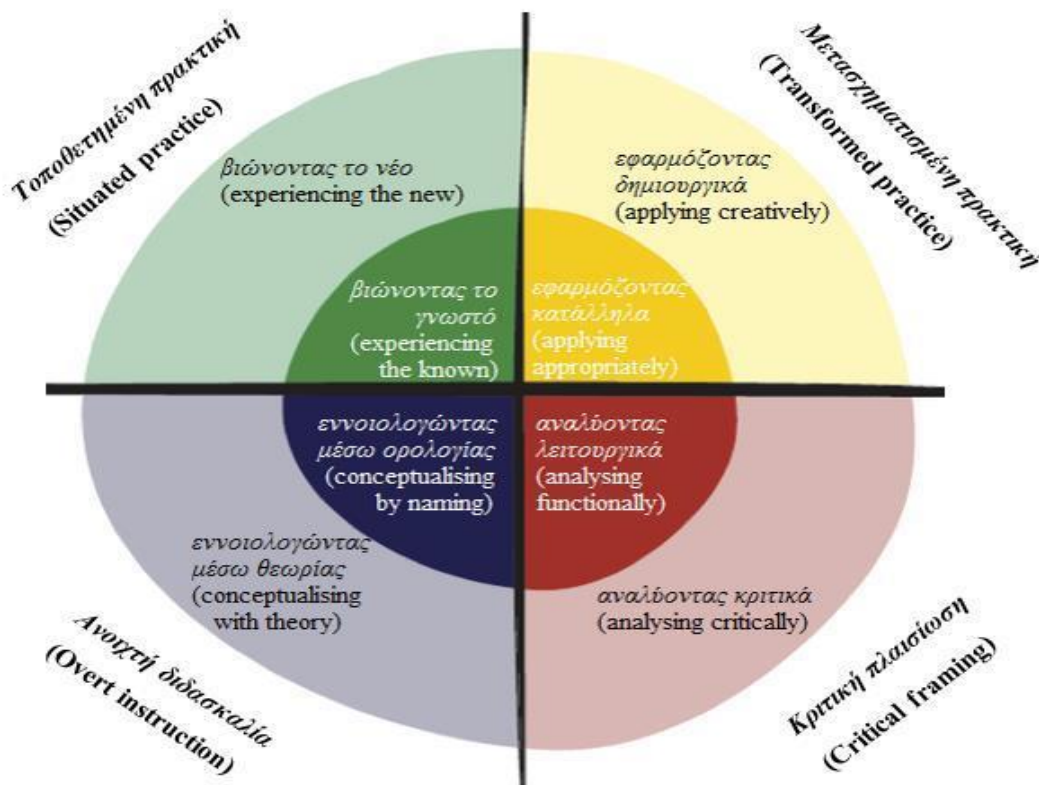 Τοποθετημένη πρακτική
(Situated practice)
Μετασχηματισμένη πρακτική
(Transformed practice)
βιώνοντας το νέο
(experiencing the new)
εφαρμόζοντας
δημιουργικά
(applying creatively)
βιώνοντας το
γνωστό
(experiencing
the known)
εφαρμόζοντας
κατάλληλα
(applying
appropriately)
εννοιολογώντας
μέσω ορολογίας
(conceptualising
by naming)
αναλύοντας
λειτουργικά
(analysing
functionally)
εννοιολογώντας
μέσω θεωρίας
(conceptualising
with theory)
αναλύοντας κριτικά
(analysing critically)
Ανοιχτή διδασκαλία
(Overt instruction)
Κριτική πλαισίωση
(Critical framing)